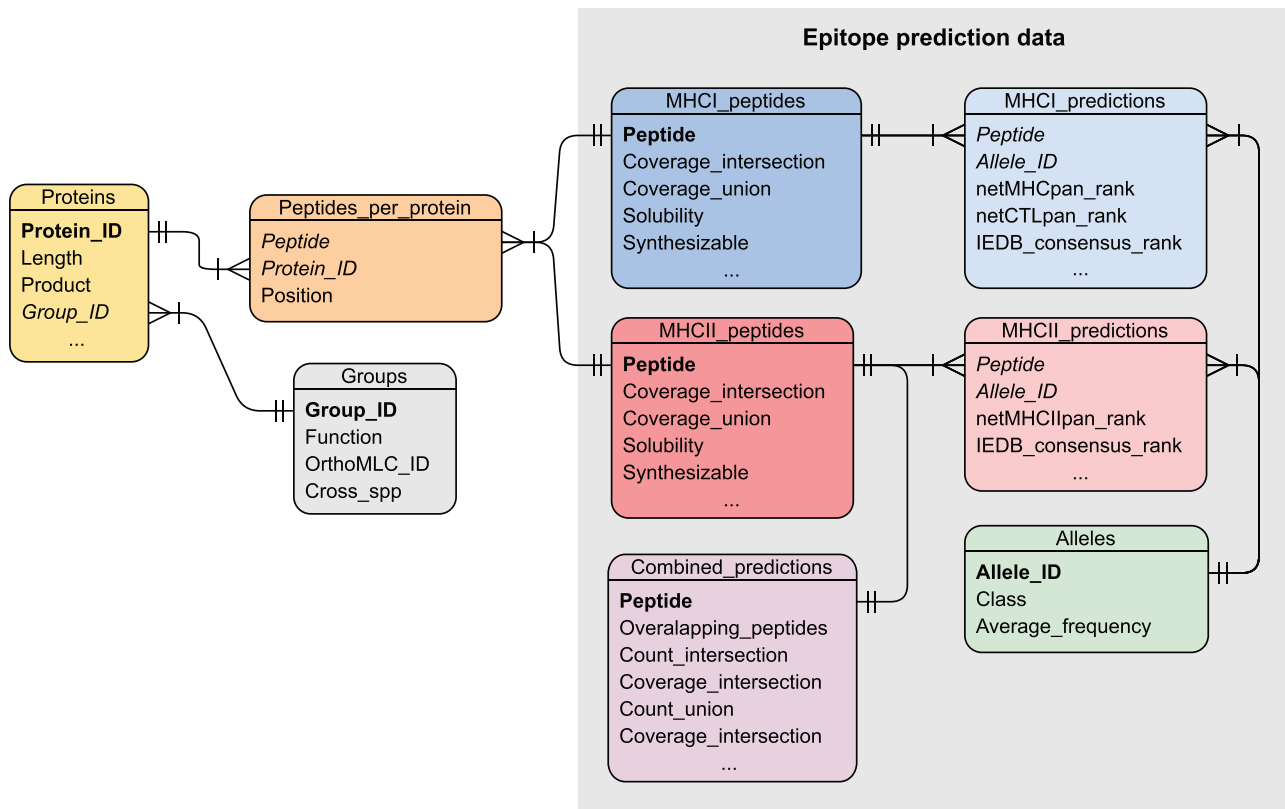 Epitope prediction data
Proteins
Protein_ID
Length
Product
Group_ID
...
Peptides_per_protein
Peptide
Protein_ID
Position
Groups
Group_ID
Function
OrthoMLC_ID
Cross_spp
MHCI_peptides
Peptide
Coverage_intersection
Coverage_union
Solubility
Synthesizable
...
MHCI_predictions
Peptide
Allele_ID
netMHCpan_rank
netCTLpan_rank
IEDB_consensus_rank
...
MHCII_peptides
Peptide
Coverage_intersection
Coverage_union
Solubility
Synthesizable
...
MHCII_predictions
Peptide
Allele_ID
netMHCIIpan_rank
IEDB_consensus_rank
...
Combined_predictions
Peptide
Overalapping_peptides
Count_intersection
Coverage_intersection
Count_union
Coverage_intersection
...
Alleles
Allele_ID
Class
Average_frequency